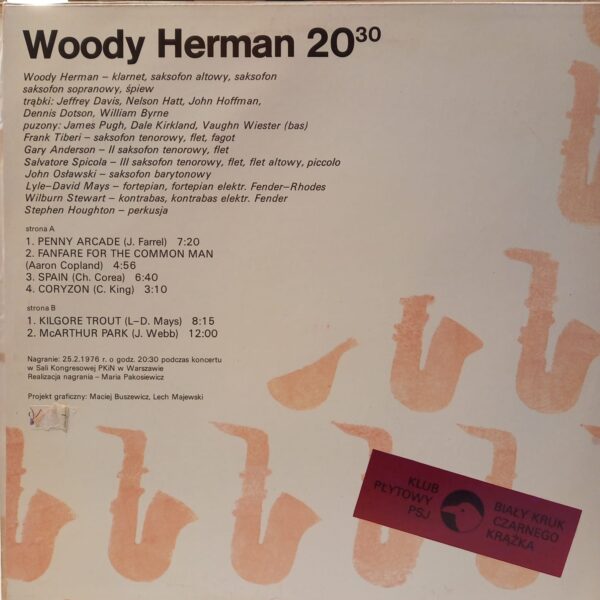 Woody Herman 20³⁰
Woody Herman – klarnet, saksofon altowy, saksofon
saksofon sopranowy, śpiew
trąbki: Jeffrey Davis, Nelson Hatt, John Hoffman,
Dennis Dotson, William Byrne
puzony: James Pugh, Dale Kirkland, Vaughn Wiester (bas)
Frank Tiberi – saksofon tenorowy, flet, fagot
Gary Anderson – II saksofon tenorowy, flet
Salvatore Spicola – III saksofon tenorowy, flet, flet altowy, piccolo
John Osławski – saksofon barytonowy
Lyle–David Mays – fortepian, fortepian elektr. Fender–Rhodes
Wilburn Stewart – kontrabas, kontrabas elektr. Fender
Stephen Houghton – perkusja
strona A
1. PENNY ARCADE (J. Farrel) 7:20
2. FANFARE FOR THE COMMON MAN
(Aaron Copland) 4:56
3. SPAIN (Ch. Corea) 6:40
4. CORYZON (C. King) 3:10
strona B
1. KILGORE TROUT (L–D. Mays) 8:15
2. McARTHUR PARK (J. Webb) 12:00
Nagranie: 25.2.1976 r. o godz. 20:30 podczas koncertu
w Sali Kongresowej PKiN w Warszawie
Realizacja nagrania – Maria Pakosiewicz
Projekt graficzny: Maciej Buszewicz, Lech Majewski
KLUB
PŁYTOWY
PSJ
BIAŁY KRUK
CZARNEGO
KRĄŻKA